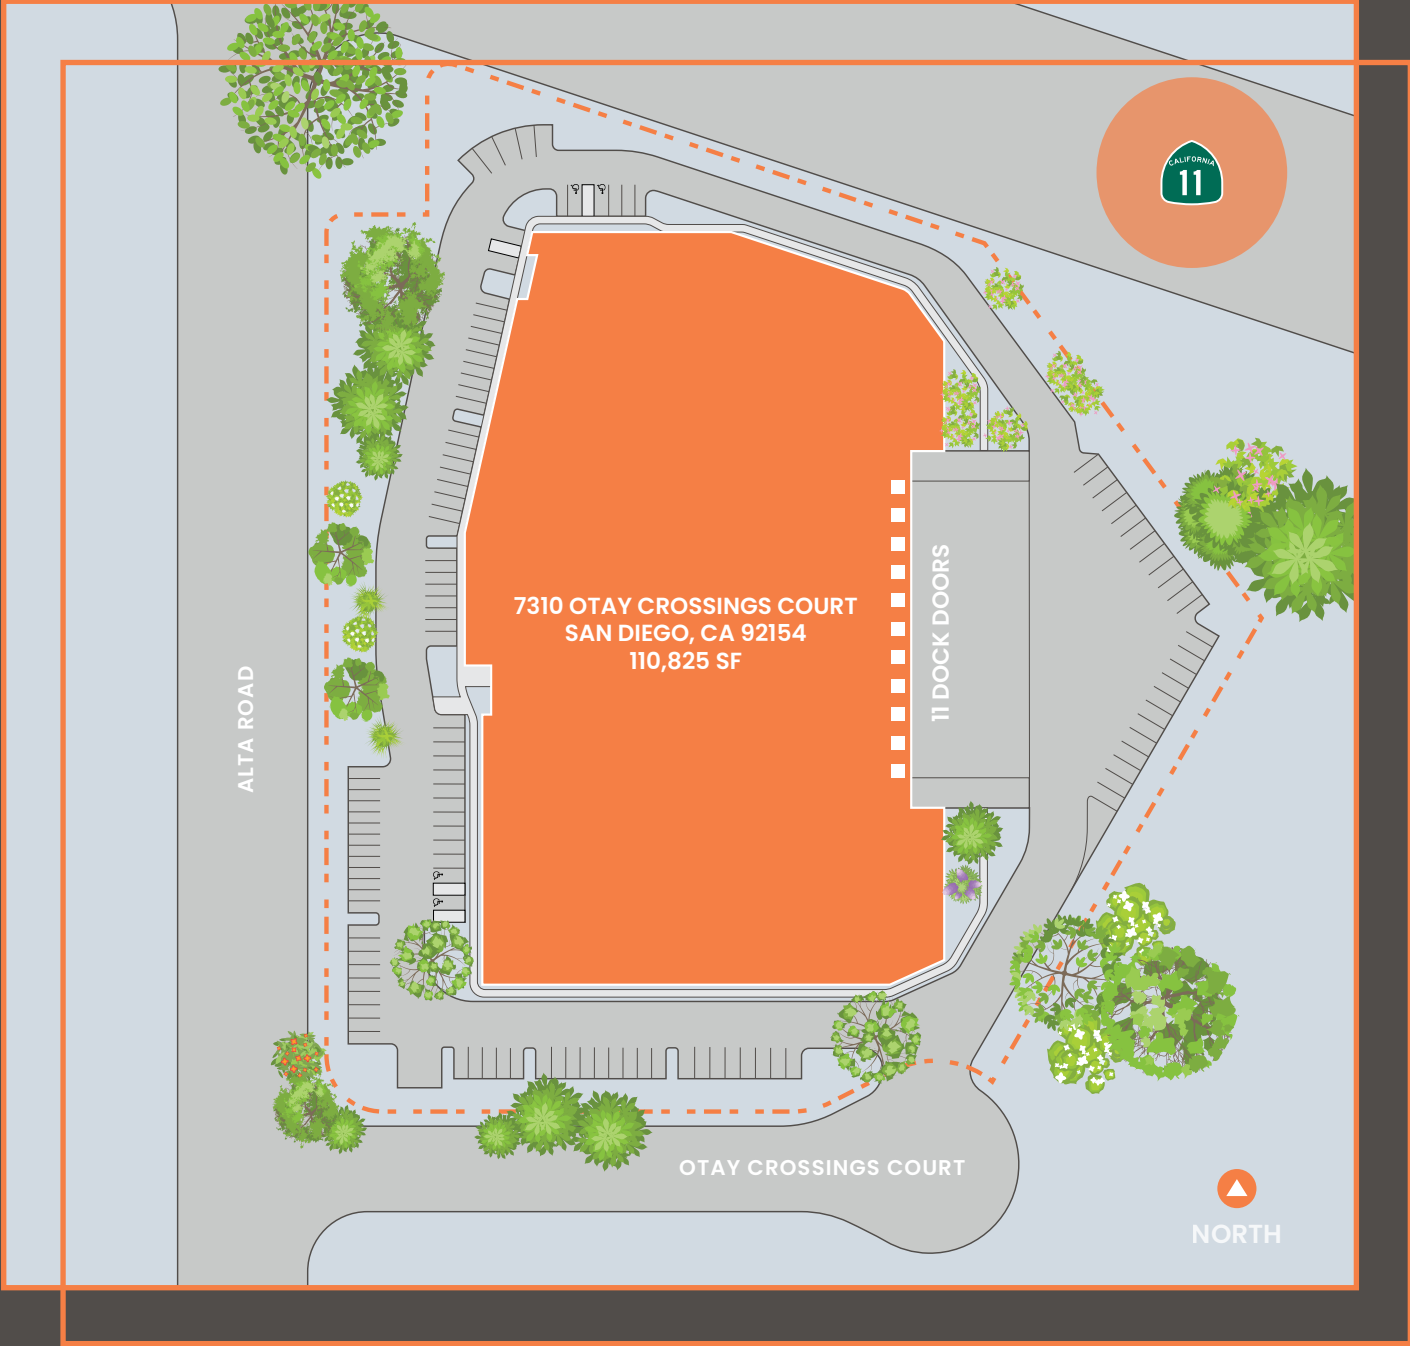 CALIFORNIA
11
7310 OTAY CROSSINGS COURT
SAN DIEGO, CA 92154
110,825 SF
11 DOCK DOORS
ALTA ROAD
OTAY CROSSINGS COURT
NORTH